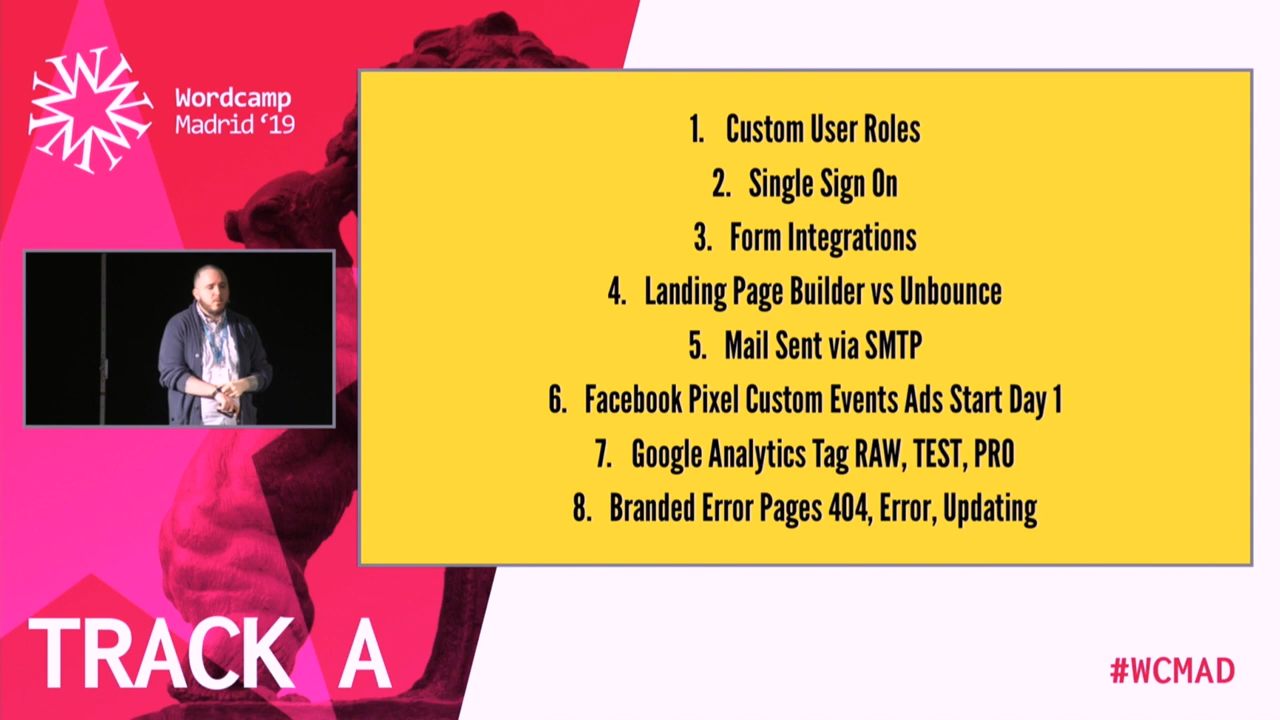 Wordcamp
Madrid ‘19
1. Custom User Roles
2. Single Sign On
3. Form Integrations
4. Landing Page Builder vs Unbounce
5. Mail Sent via SMTP
6. Facebook Pixel Custom Events Ads Start Day 1
7. Google Analytics Tag RAW, TEST, PRO
8. Branded Error Pages 404, Error, Updating
TRACK A
#WCMAD